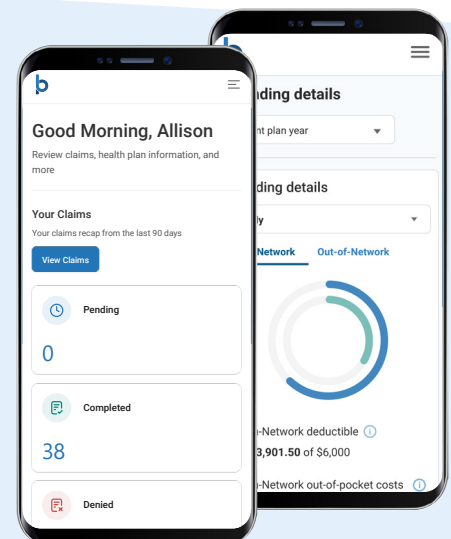 b
Good Morning, Allison
Review claims, health plan information, and
more
Your Claims
Your claims recap from the last 90 days
View Claims
Pending
0
Completed
38
Denied
nding details
nt plan year
ding details
ly
Network
Out-of-Network
n-Network deductible
3,901.50 of $6,000
n-Network out-of-pocket costs